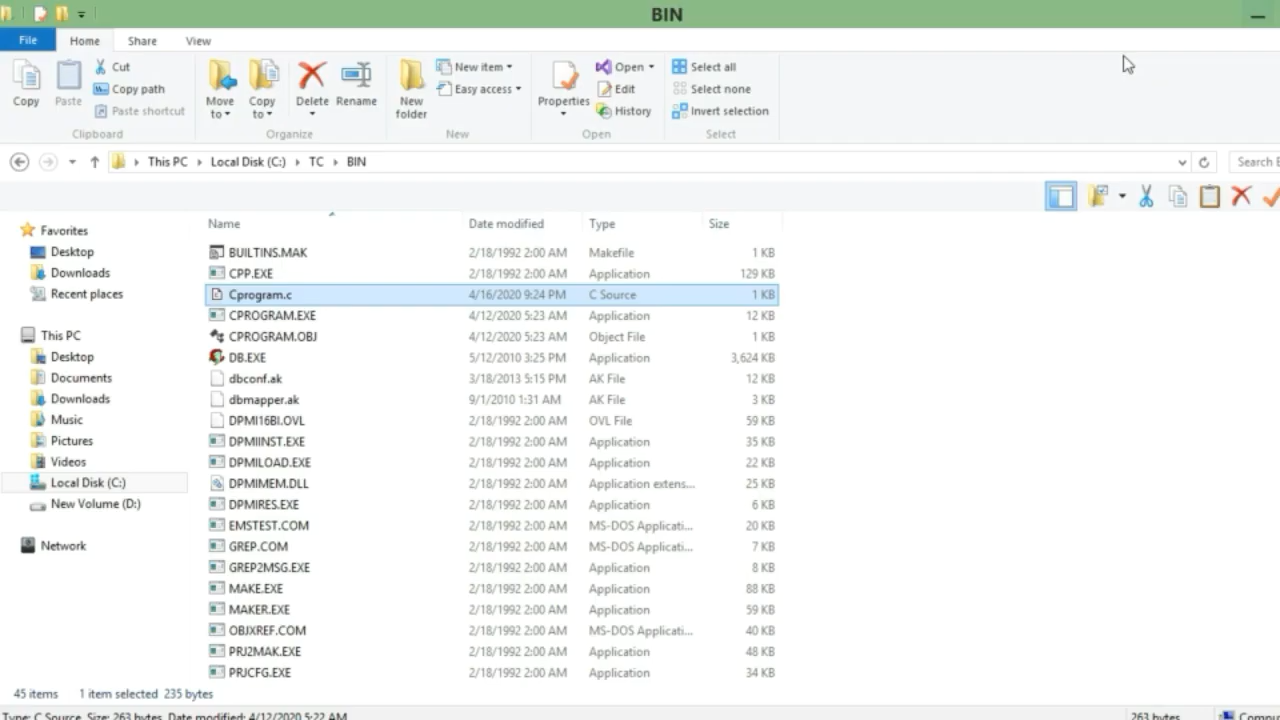 BIN
File Home Share View
Copy Paste Cut Copy path Paste shortcut Move to Copy to Delete Rename New folder New item Easy access Properties Open Edit History Select all Select none Invert selection
Clipboard Organize New Open Select
This PC Local Disk (C:) TC BIN Search
Name Date modified Type Size
Favorites
Desktop
Downloads
Recent places
This PC
Desktop
Documents
Downloads
Music
Pictures
Videos
Local Disk (C:)
New Volume (D:)
Network
BUILTINS.MAK 2/18/1992 2:00 AM Makefile 1 KB
CPP.EXE 2/18/1992 2:00 AM Application 129 KB
Cprogram.c 4/16/2020 9:24 PM C Source 1 KB
CPROGRAM.EXE 4/12/2020 5:23 AM Application 12 KB
CPROGRAM.OBJ 4/12/2020 5:23 AM Object File 1 KB
DB.EXE 5/12/2010 3:25 PM Application 3,624 KB
dbconf.ak 3/18/2013 5:15 PM AK File 12 KB
dbmapper.ak 9/1/2010 1:31 AM AK File 3 KB
DPMI16BI.OVL 2/18/1992 2:00 AM OVL File 59 KB
DPMIINST.EXE 2/18/1992 2:00 AM Application 35 KB
DPMILOAD.EXE 2/18/1992 2:00 AM Application 22 KB
DPMIMEM.DLL 2/18/1992 2:00 AM Application extens... 25 KB
DPMIRES.EXE 2/18/1992 2:00 AM Application 6 KB
EMSTEST.COM 2/18/1992 2:00 AM MS-DOS Applicati... 20 KB
GREP.COM 2/18/1992 2:00 AM MS-DOS Applicati... 7 KB
GREP2MSG.EXE 2/18/1992 2:00 AM Application 8 KB
MAKE.EXE 2/18/1992 2:00 AM Application 88 KB
MAKER.EXE 2/18/1992 2:00 AM Application 59 KB
OBJXREF.COM 2/18/1992 2:00 AM MS-DOS Applicati... 40 KB
PRJ2MAK.EXE 2/18/1992 2:00 AM Application 48 KB
PRJCFG.EXE 2/18/1992 2:00 AM Application 34 KB
45 items 1 item selected 235 bytes
Type: C Source, Size: 263 bytes, Date modified: 4/12/2020 5:22 AM 263 bytes